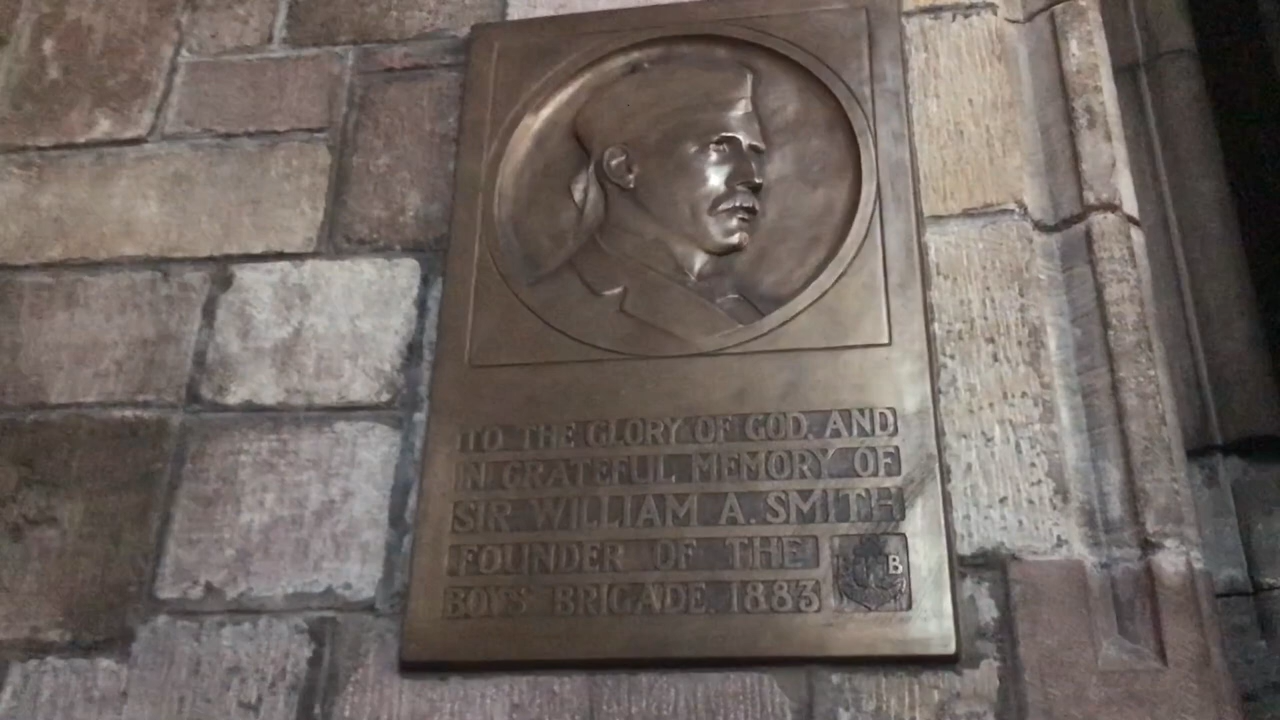 TO THE GLORY OF GOD, AND
IN GRATEFUL MEMORY OF
SIR WILLIAM A. SMITH
FOUNDER OF THE
BOYS BRIGADE 1883
B B